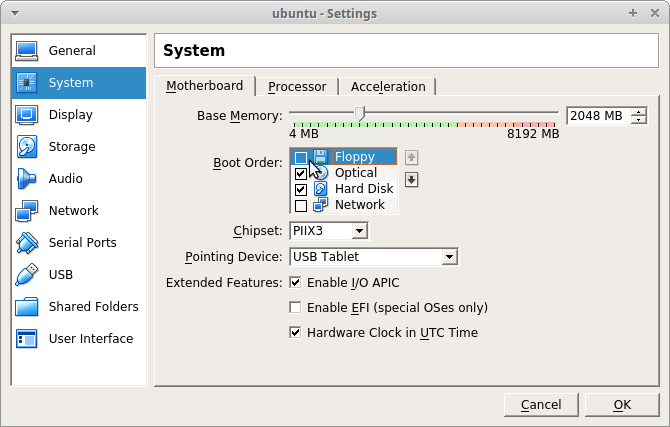 ubuntu - Settings
General
System
Display
Storage
Audio
Network
Serial Ports
USB
Shared Folders
User Interface
System
Motherboard Processor Acceleration
Base Memory: 2048 MB
4 MB 8192 MB
Boot Order: Floppy
Optical
Hard Disk
Network
Chipset: PIIX3
Pointing Device: USB Tablet
Extended Features: Enable I/O APIC
Enable EFI (special OSes only)
Hardware Clock in UTC Time
Cancel OK